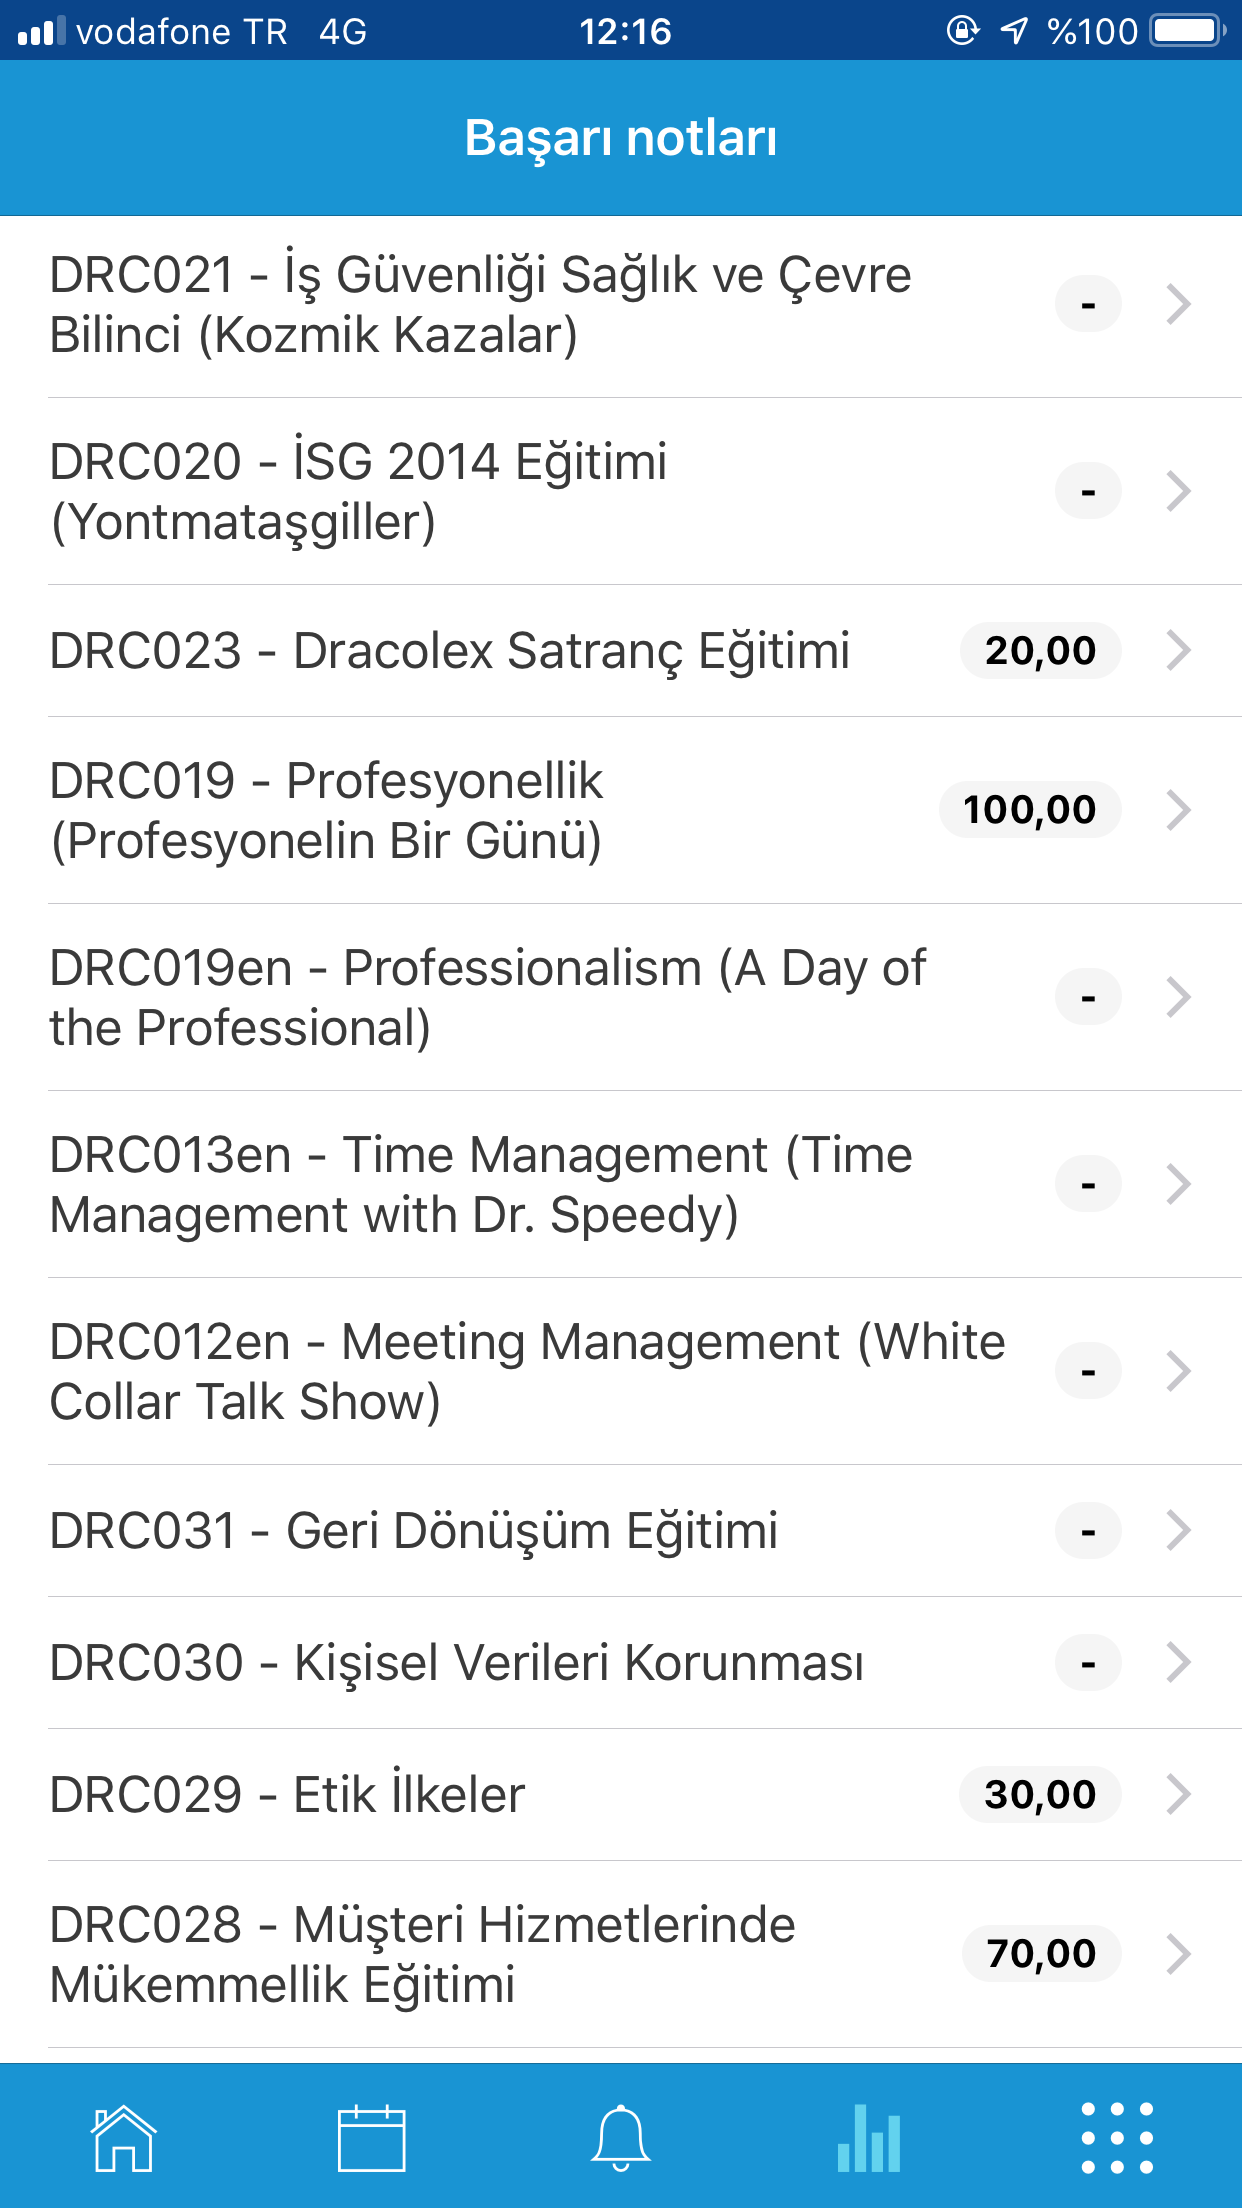 vodafone TR 4G 12:16 %100
Başarı notları
DRC021 - İş Güvenliği Sağlık ve Çevre
Bilinci (Kozmik Kazalar)
-
DRC020 - İSG 2014 Eğitimi
(Yontmataşgiller)
-
DRC023 - Dracolex Satranç Eğitimi
20,00
DRC019 - Profesyonellik
(Profesyonelin Bir Günü)
100,00
DRC019en - Professionalism (A Day of
the Professional)
-
DRC013en - Time Management (Time
Management with Dr. Speedy)
-
DRC012en - Meeting Management (White
Collar Talk Show)
-
DRC031 - Geri Dönüşüm Eğitimi
-
DRC030 - Kişisel Verileri Korunması
-
DRC029 - Etik İlkeler
30,00
DRC028 - Müşteri Hizmetlerinde
Mükemmellik Eğitimi
70,00